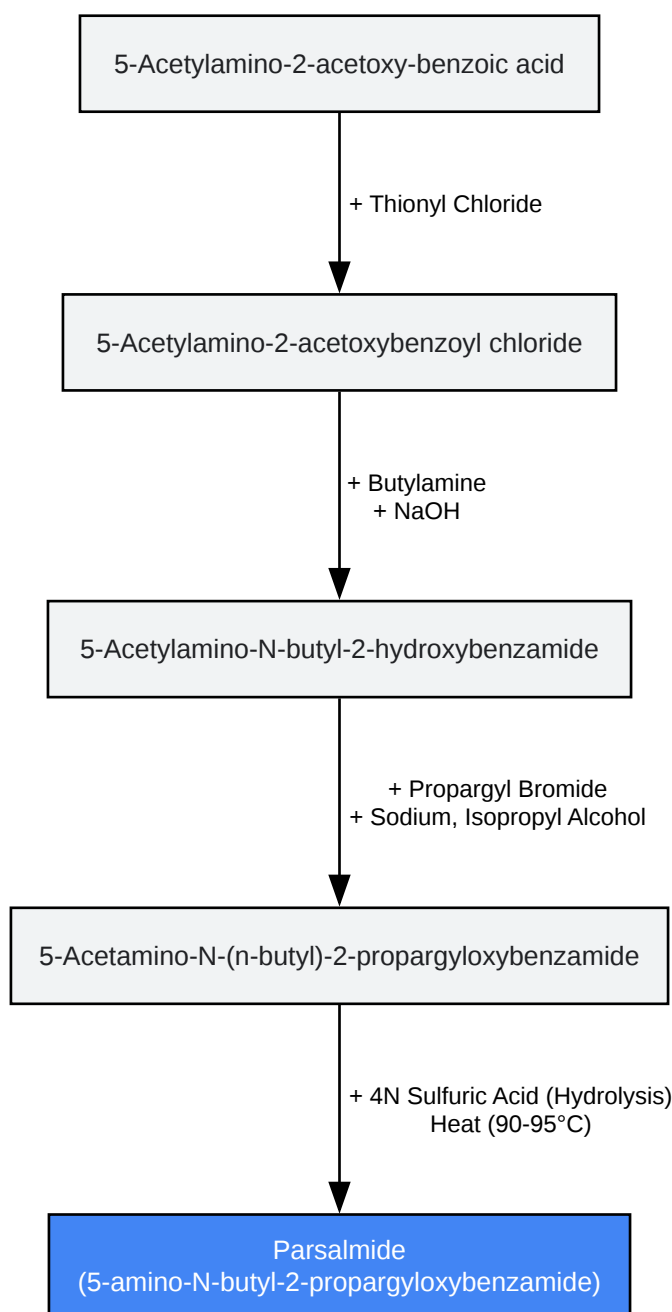 5-Acetylamino-2-acetoxy-benzoic acid
+ Thionyl Chloride
5-Acetylamino-2-acetoxybenzoyl chloride
+ Butylamine
+ NaOH
5-Acetylamino-N-butyl-2-hydroxybenzamide
+ Propargyl Bromide
+ Sodium, Isopropyl Alcohol
5-Acetamino-N-(n-butyl)-2-propargyloxybenzamide
+ 4N Sulfuric Acid (Hydrolysis)
Heat (90-95°C)
Parsalmide
(5-amino-N-butyl-2-propargyloxybenzamide)